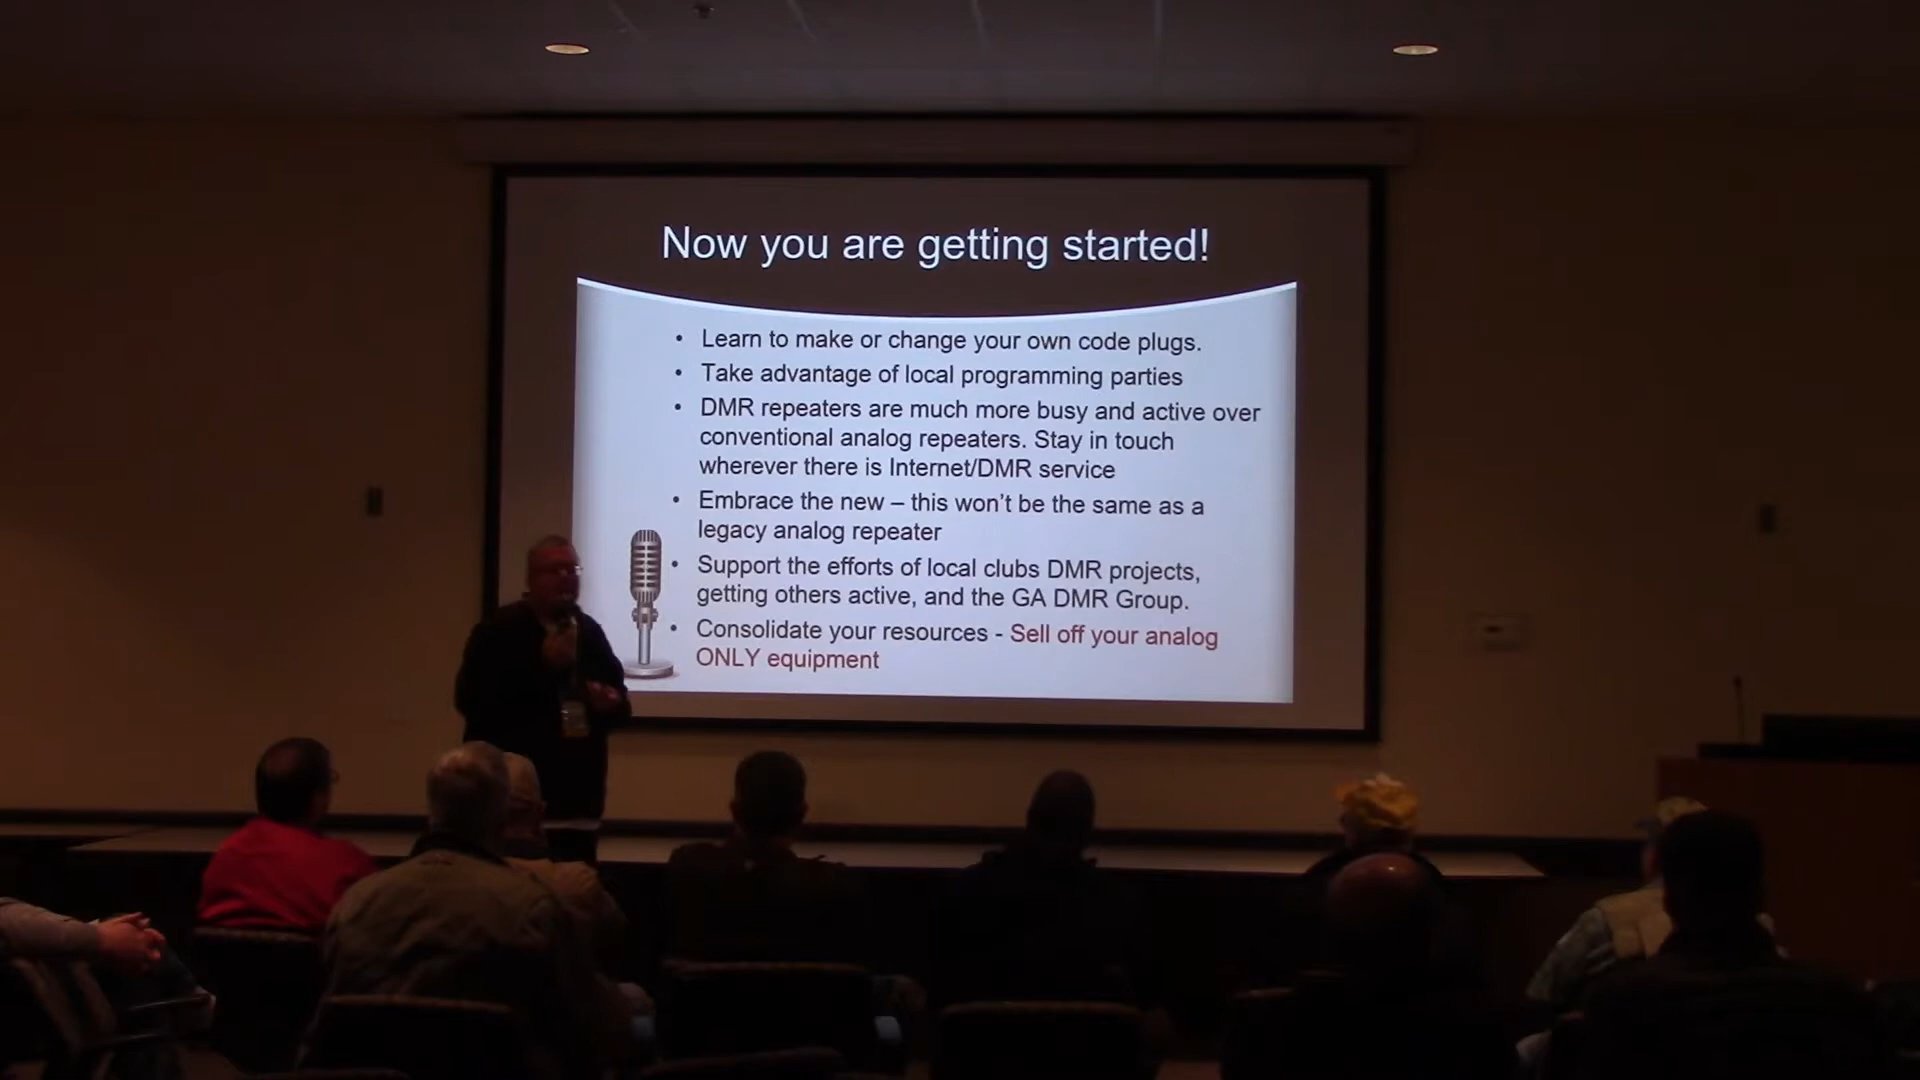 Now you are getting started!
• Learn to make or change your own code plugs.
• Take advantage of local programming parties
• DMR repeaters are much more busy and active over
conventional analog repeaters. Stay in touch
wherever there is Internet/DMR service
• Embrace the new – this won't be the same as a
legacy analog repeater
• Support the efforts of local clubs DMR projects,
getting others active, and the GA DMR Group.
• Consolidate your resources - Sell off your analog
ONLY equipment